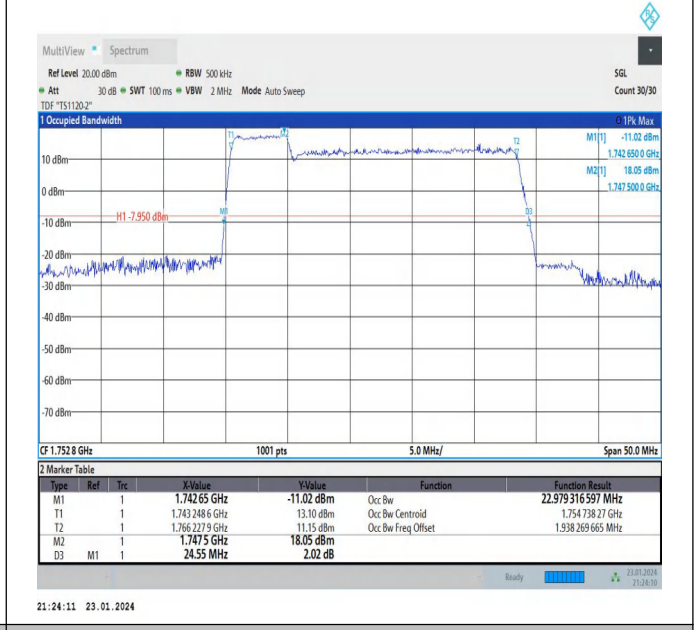 MultiView Spectrum
Ref Level 20.00 dBm RBW 500 kHz SGL
Att 30 dB SWT 100 ms VBW 2 MHz Mode Auto Sweep Count 30/30
TDF "TS1120-2"
1 Occupied Bandwidth 1Pk Max
M1[1] -11.02 dBm
1.742 650 0 GHz
M2[1] 18.05 dBm
1.747 500 0 GHz
T1
T2
10 dBm
0 dBm
H1 -7.950 dBm
M1
D3
-10 dBm
-20 dBm
-30 dBm
-40 dBm
-50 dBm
-60 dBm
-70 dBm
CF 1.752 8 GHz 1001 pts 5.0 MHz/ Span 50.0 MHz
2 Marker Table
Type Ref Trc X-Value Y-Value Function Function Result
M1 1 1.742 65 GHz -11.02 dBm Occ Bw 22.979 316 597 MHz
T1 1 1.743 248 6 GHz 13.10 dBm Occ Bw Centroid 1.754 738 27 GHz
T2 1 1.766 227 9 GHz 11.15 dBm Occ Bw Freq Offset 1.938 269 665 MHz
M2 1 1.747 5 GHz 18.05 dBm
D3 M1 1 24.55 MHz 2.02 dB
Ready 23.01.2024
21:24:10
21:24:11 23.01.2024